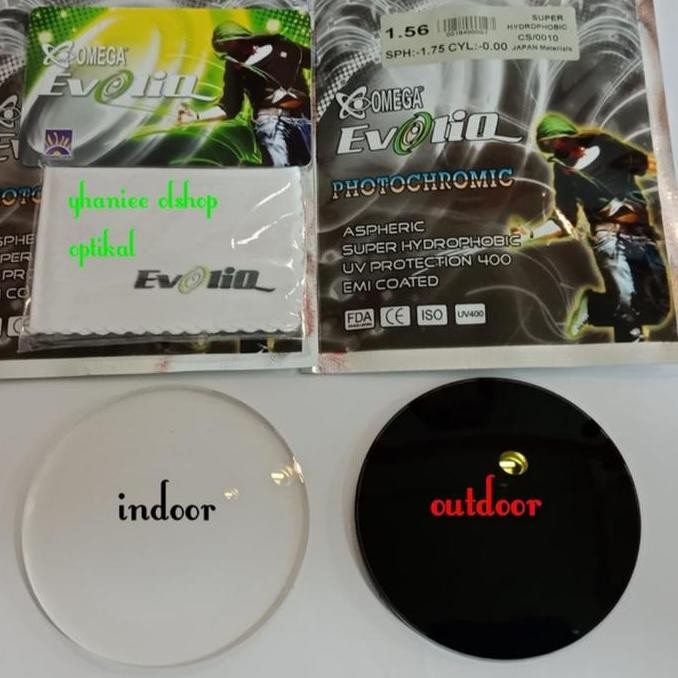 OMEGA
EvOliQ
yhaniee olshop
optikal
EvOliQ
1.56
SUPER
HYDROPHOBIC
CS/0010
SPH:-1.75 CYL:-0.00 JAPAN Materials
OMEGA
EvOliQ
PHOTOCHROMIC
ASPHERIC
SUPER HYDROPHOBIC
UV PROTECTION 400
EMI COATED
FDA CE ISO UV400
indoor
outdoor